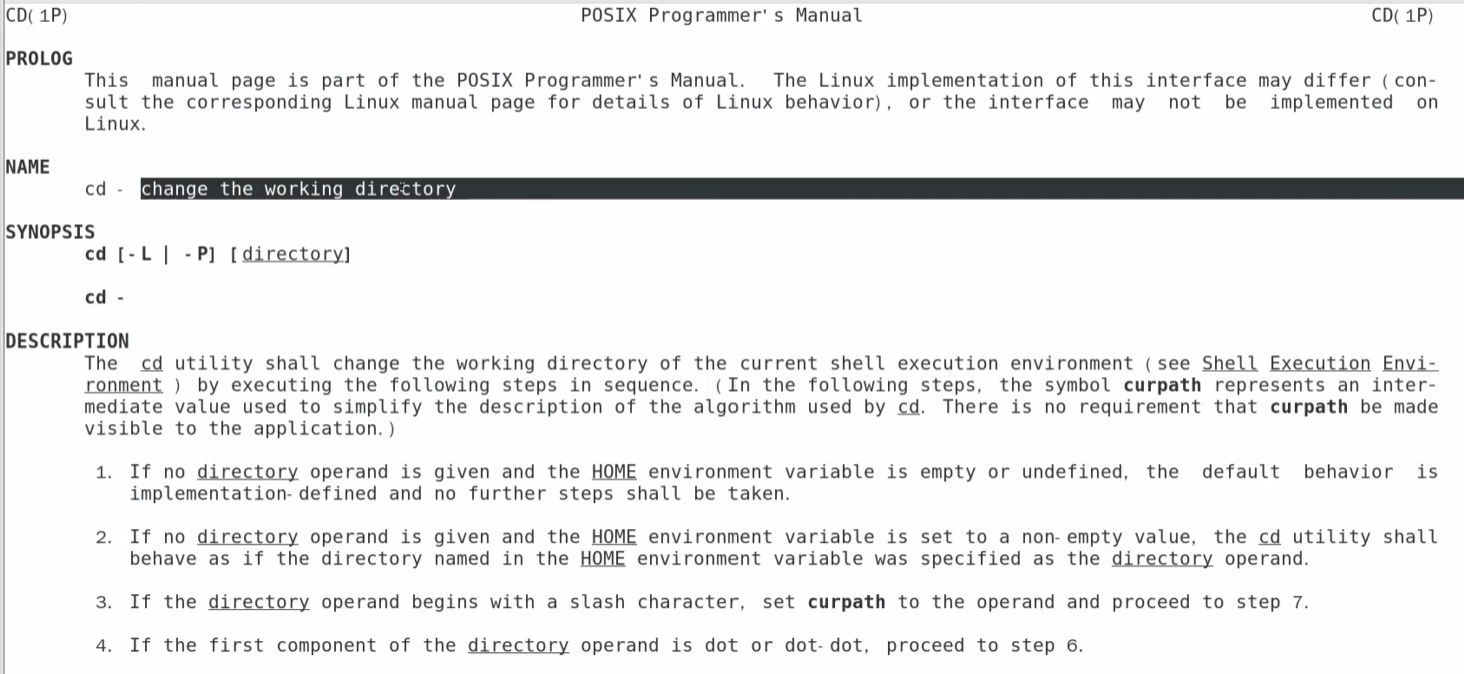 CD(1P) POSIX Programmer's Manual CD(1P)
PROLOG
This manual page is part of the POSIX Programmer's Manual. The Linux implementation of this interface may differ (con-
sult the corresponding Linux manual page for details of Linux behavior), or the interface may not be implemented on
Linux.
NAME
cd - change the working directory
SYNOPSIS
cd [-L | -P] [directory]
cd -
DESCRIPTION
The cd utility shall change the working directory of the current shell execution environment (see Shell Execution Envi-
ronment ) by executing the following steps in sequence. (In the following steps, the symbol curpath represents an inter-
mediate value used to simplify the description of the algorithm used by cd. There is no requirement that curpath be made
visible to the application.)
1. If no directory operand is given and the HOME environment variable is empty or undefined, the default behavior is
implementation-defined and no further steps shall be taken.
2. If no directory operand is given and the HOME environment variable is set to a non-empty value, the cd utility shall
behave as if the directory named in the HOME environment variable was specified as the directory operand.
3. If the directory operand begins with a slash character, set curpath to the operand and proceed to step 7.
4. If the first component of the directory operand is dot or dot-dot, proceed to step 6.